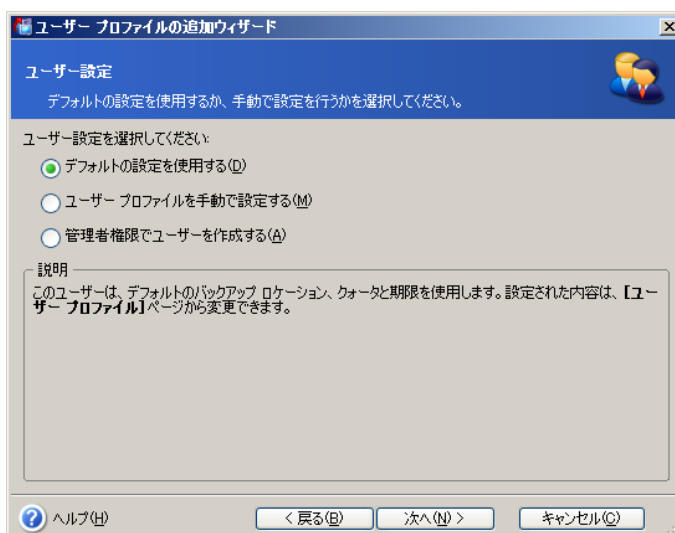 ユーザー プロファイルの追加ウィザード
ユーザー設定
デフォルトの設定を使用するか、手動で設定を行うかを選択してください。
ユーザー設定を選択してください:
デフォルトの設定を使用する(D)
ユーザー プロファイルを手動で設定する(M)
管理者権限でユーザーを作成する(A)
説明
このユーザーは、デフォルトのバックアップ ロケーション、クォータと期限を使用します。設定された内容は、[ユー
ザー プロファイル]ページから変更できます。
ヘルプ(H)
< 戻る(B)
次へ(N) >
キャンセル(C)